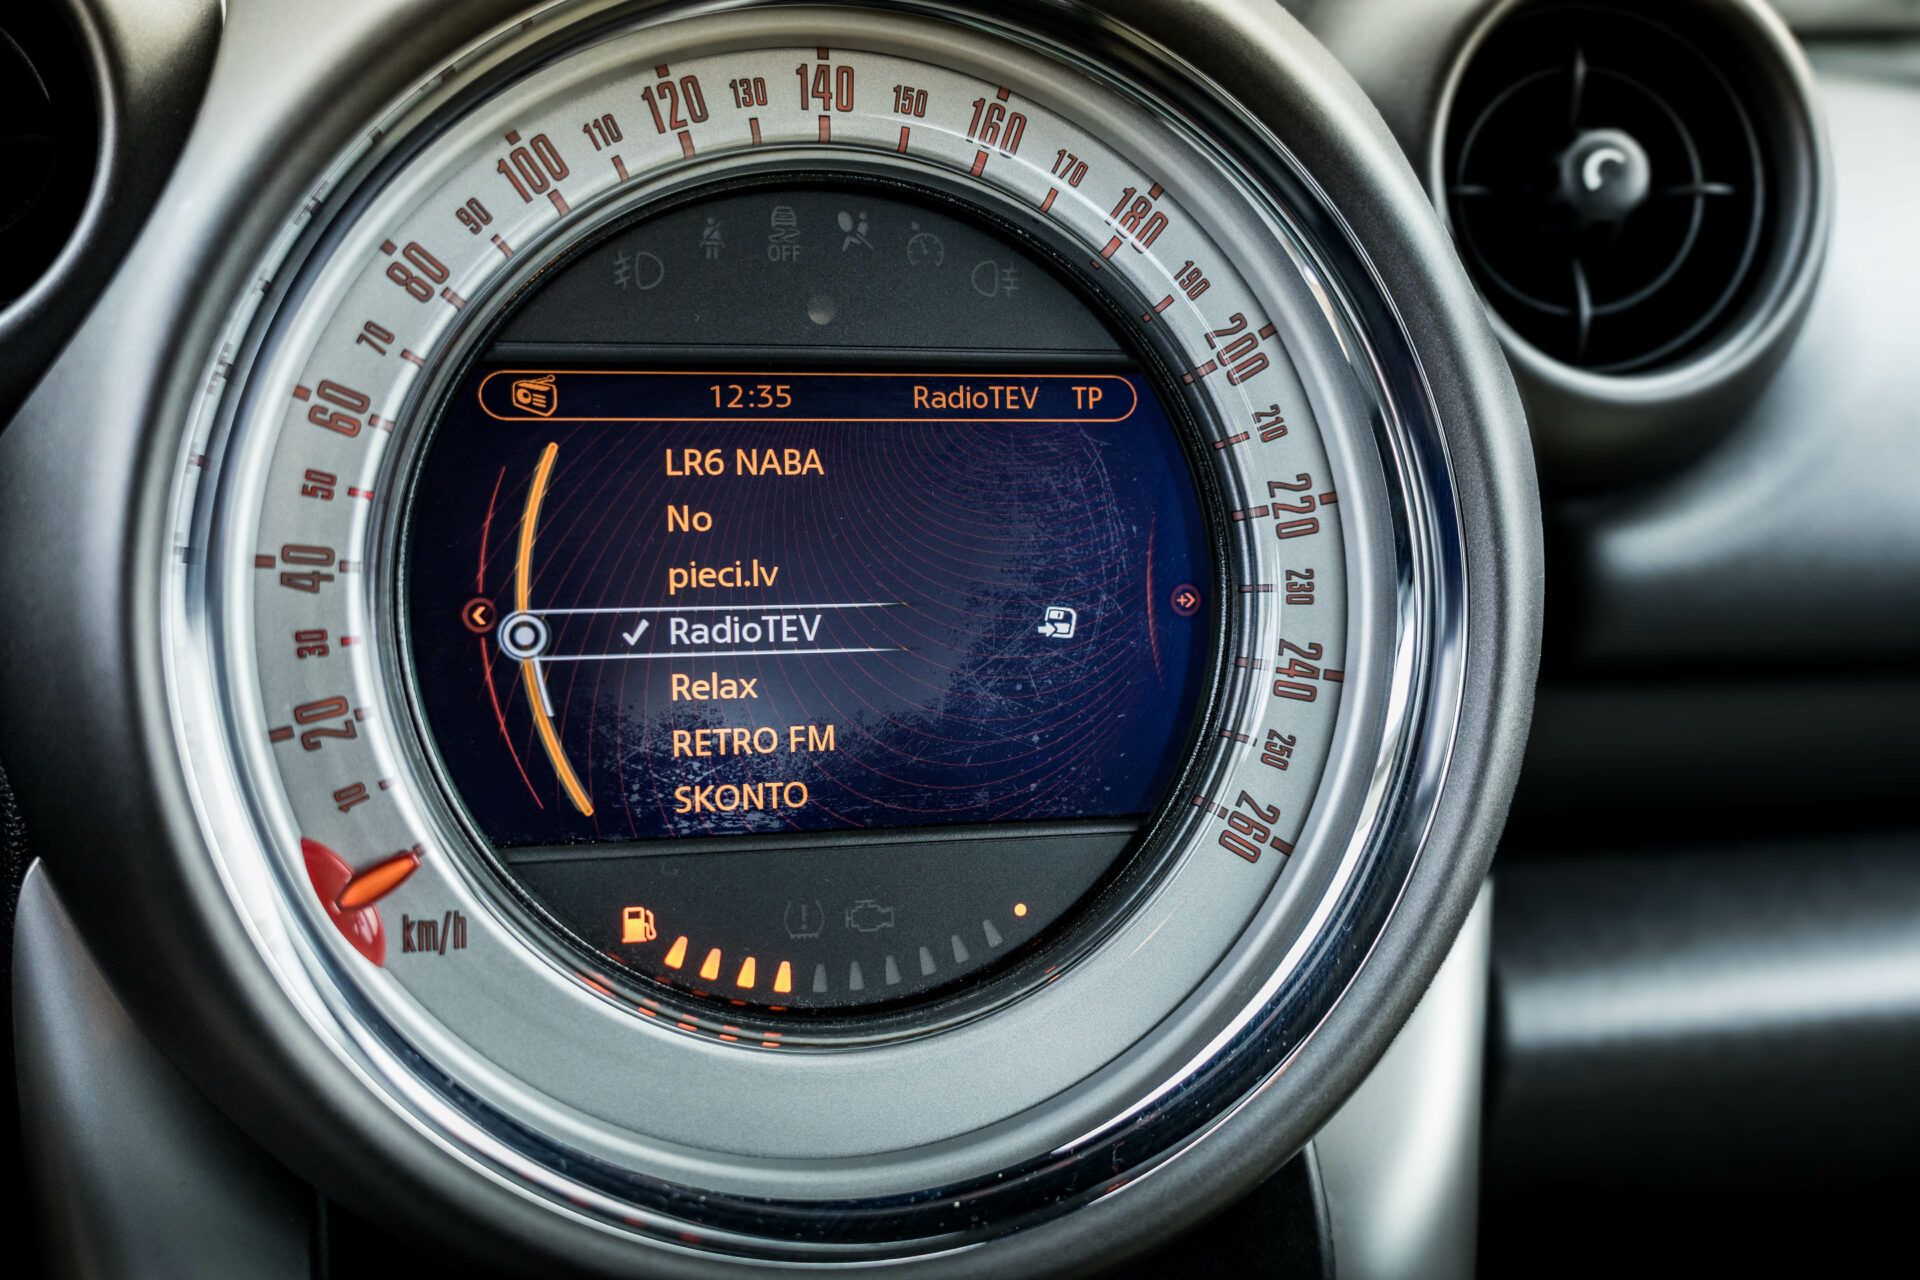 10
20
30
40
50
60
70
80
90
100
110
120
130
140
150
160
170
180
190
200
210
220
230
240
250
260
km/h
OFF
12:35 RadioTEV TP
LR6 NABA
No
pieci.lv
RadioTEV
Relax
RETRO FM
SKONTO